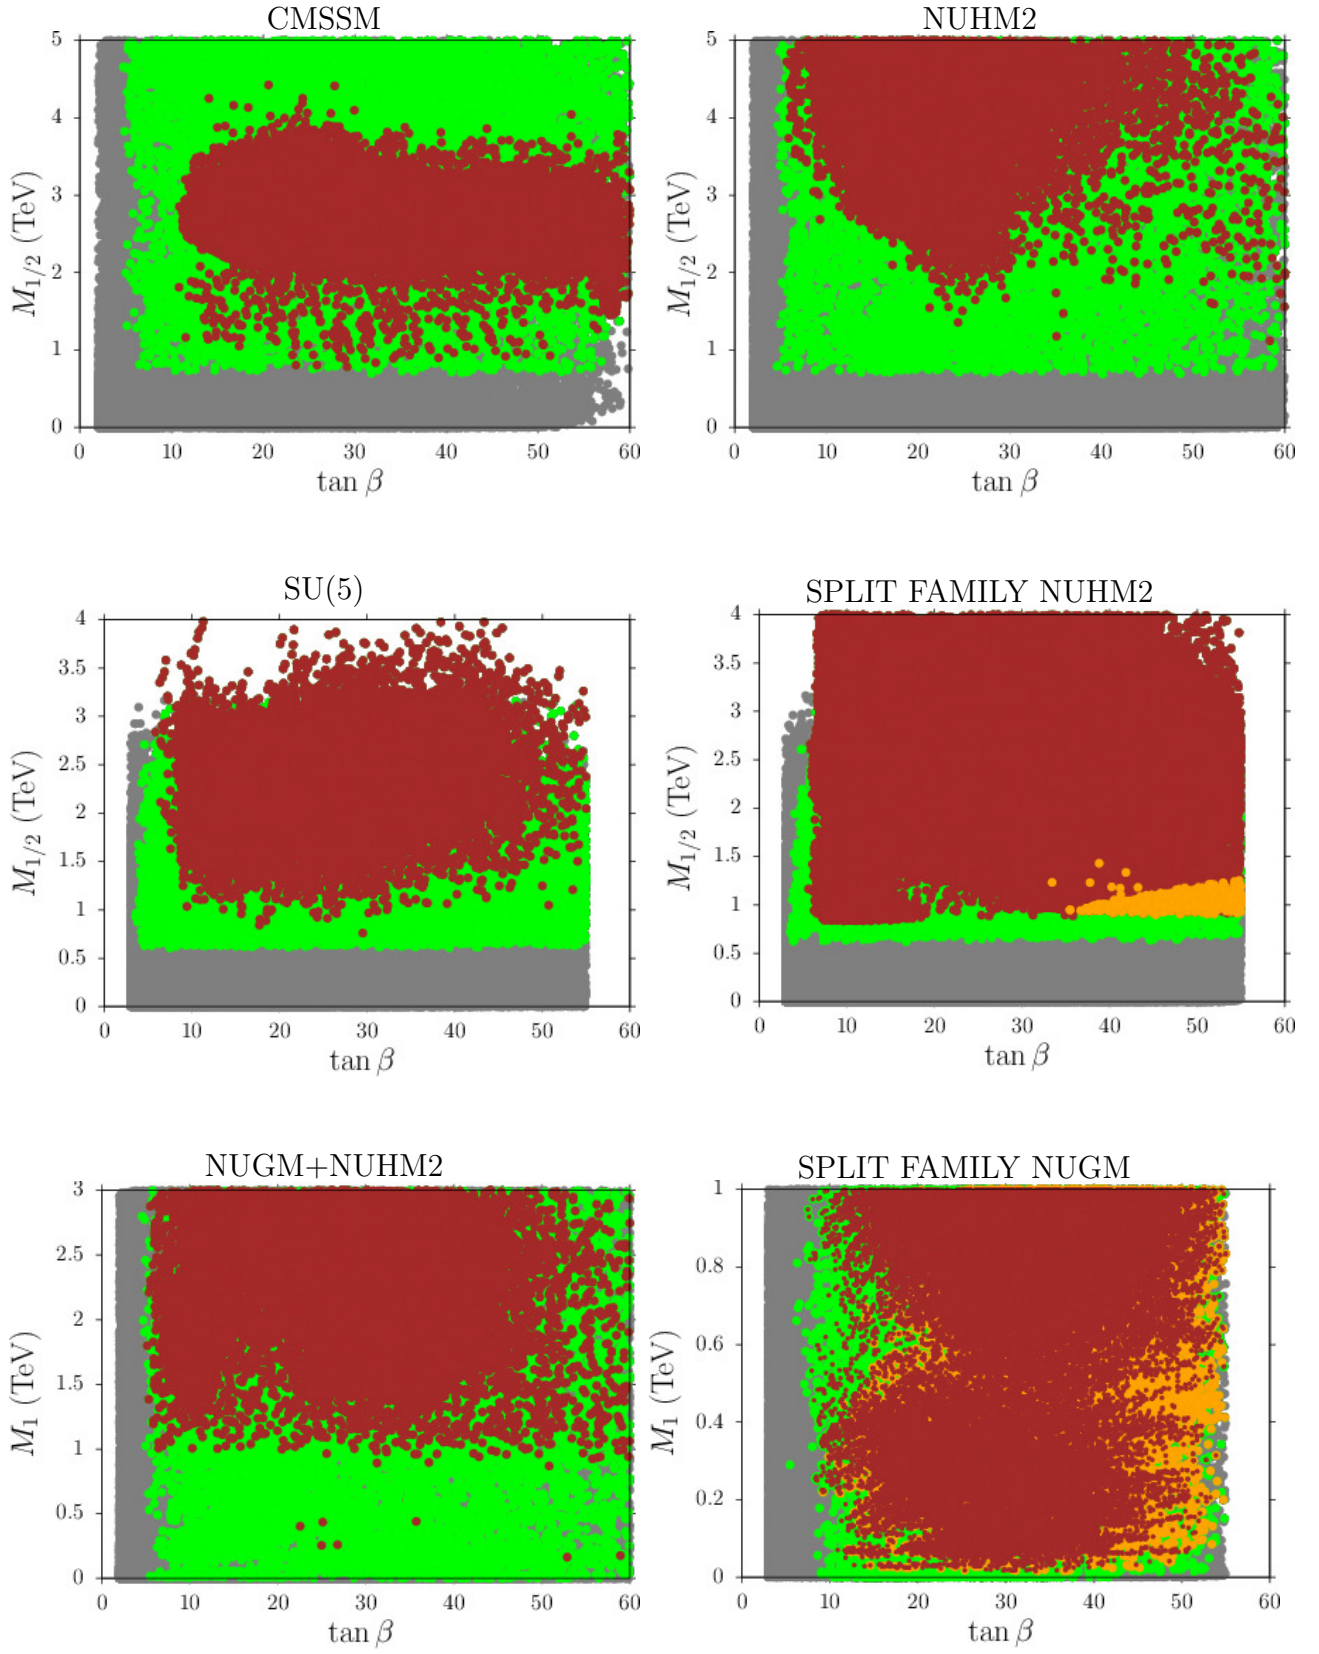 CMSSM
M1/2 (TeV)
5
4
3
2
1
0
0 10 20 30 40 50 60
tan β
NUHM2
M1/2 (TeV)
5
4
3
2
1
0
0 10 20 30 40 50 60
tan β
SU(5)
M1/2 (TeV)
4
3.5
3
2.5
2
1.5
1
0.5
0
0 10 20 30 40 50 60
tan β
SPLIT FAMILY NUHM2
M1/2 (TeV)
4
3.5
3
2.5
2
1.5
1
0.5
0
0 10 20 30 40 50 60
tan β
NUGM+NUHM2
M1 (TeV)
3
2.5
2
1.5
1
0.5
0
0 10 20 30 40 50 60
tan β
SPLIT FAMILY NUGM
M1 (TeV)
1
0.8
0.6
0.4
0.2
0
0 10 20 30 40 50 60
tan β